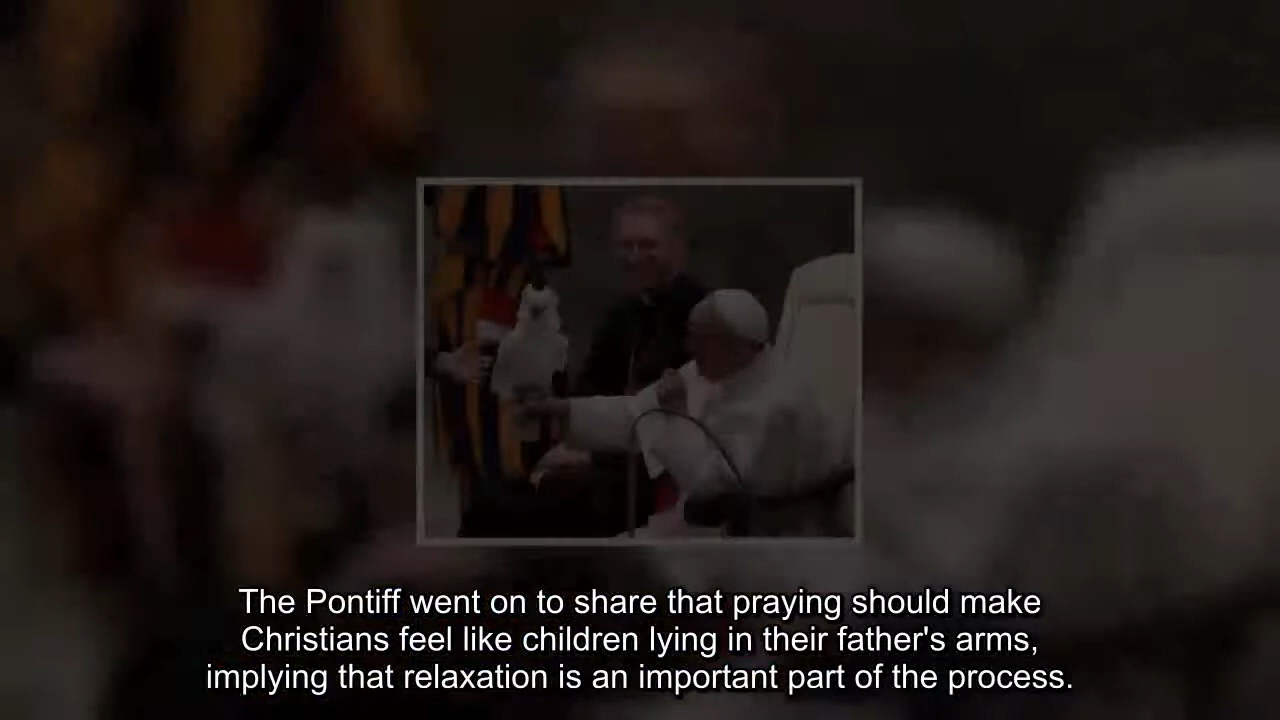 The Pontiff went on to share that praying should make
Christians feel like children lying in their father's arms,
implying that relaxation is an important part of the process.